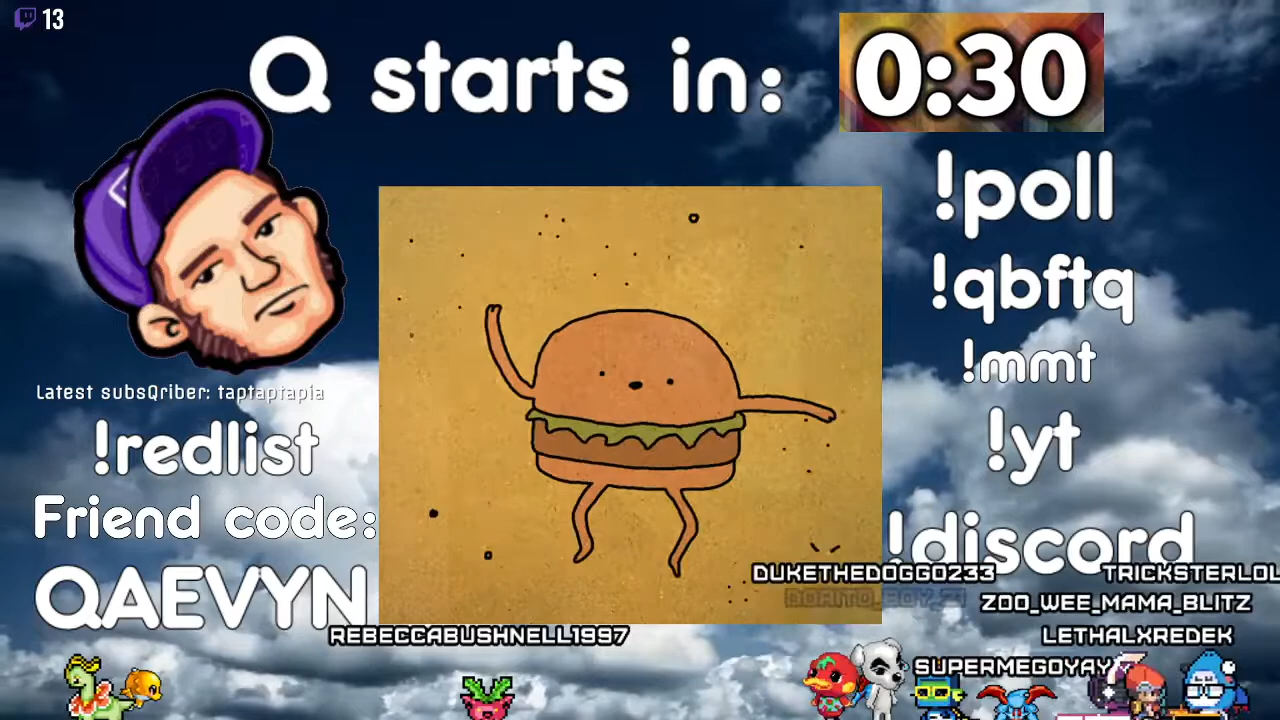 13
Q starts in: 0:30
!poll
!qbftq
!mmt
!yt
!discord
Latest subsQriber: taptaptapia
!redlist
Friend code:
QAEVYN
DUKETHEDOGGO233
TRICKSTERLOL
ZOO_WEE_MAMA_BLITZ
REBECCABUSHNELL1997
LETHALXREDEK
SUPERMEGOYAY